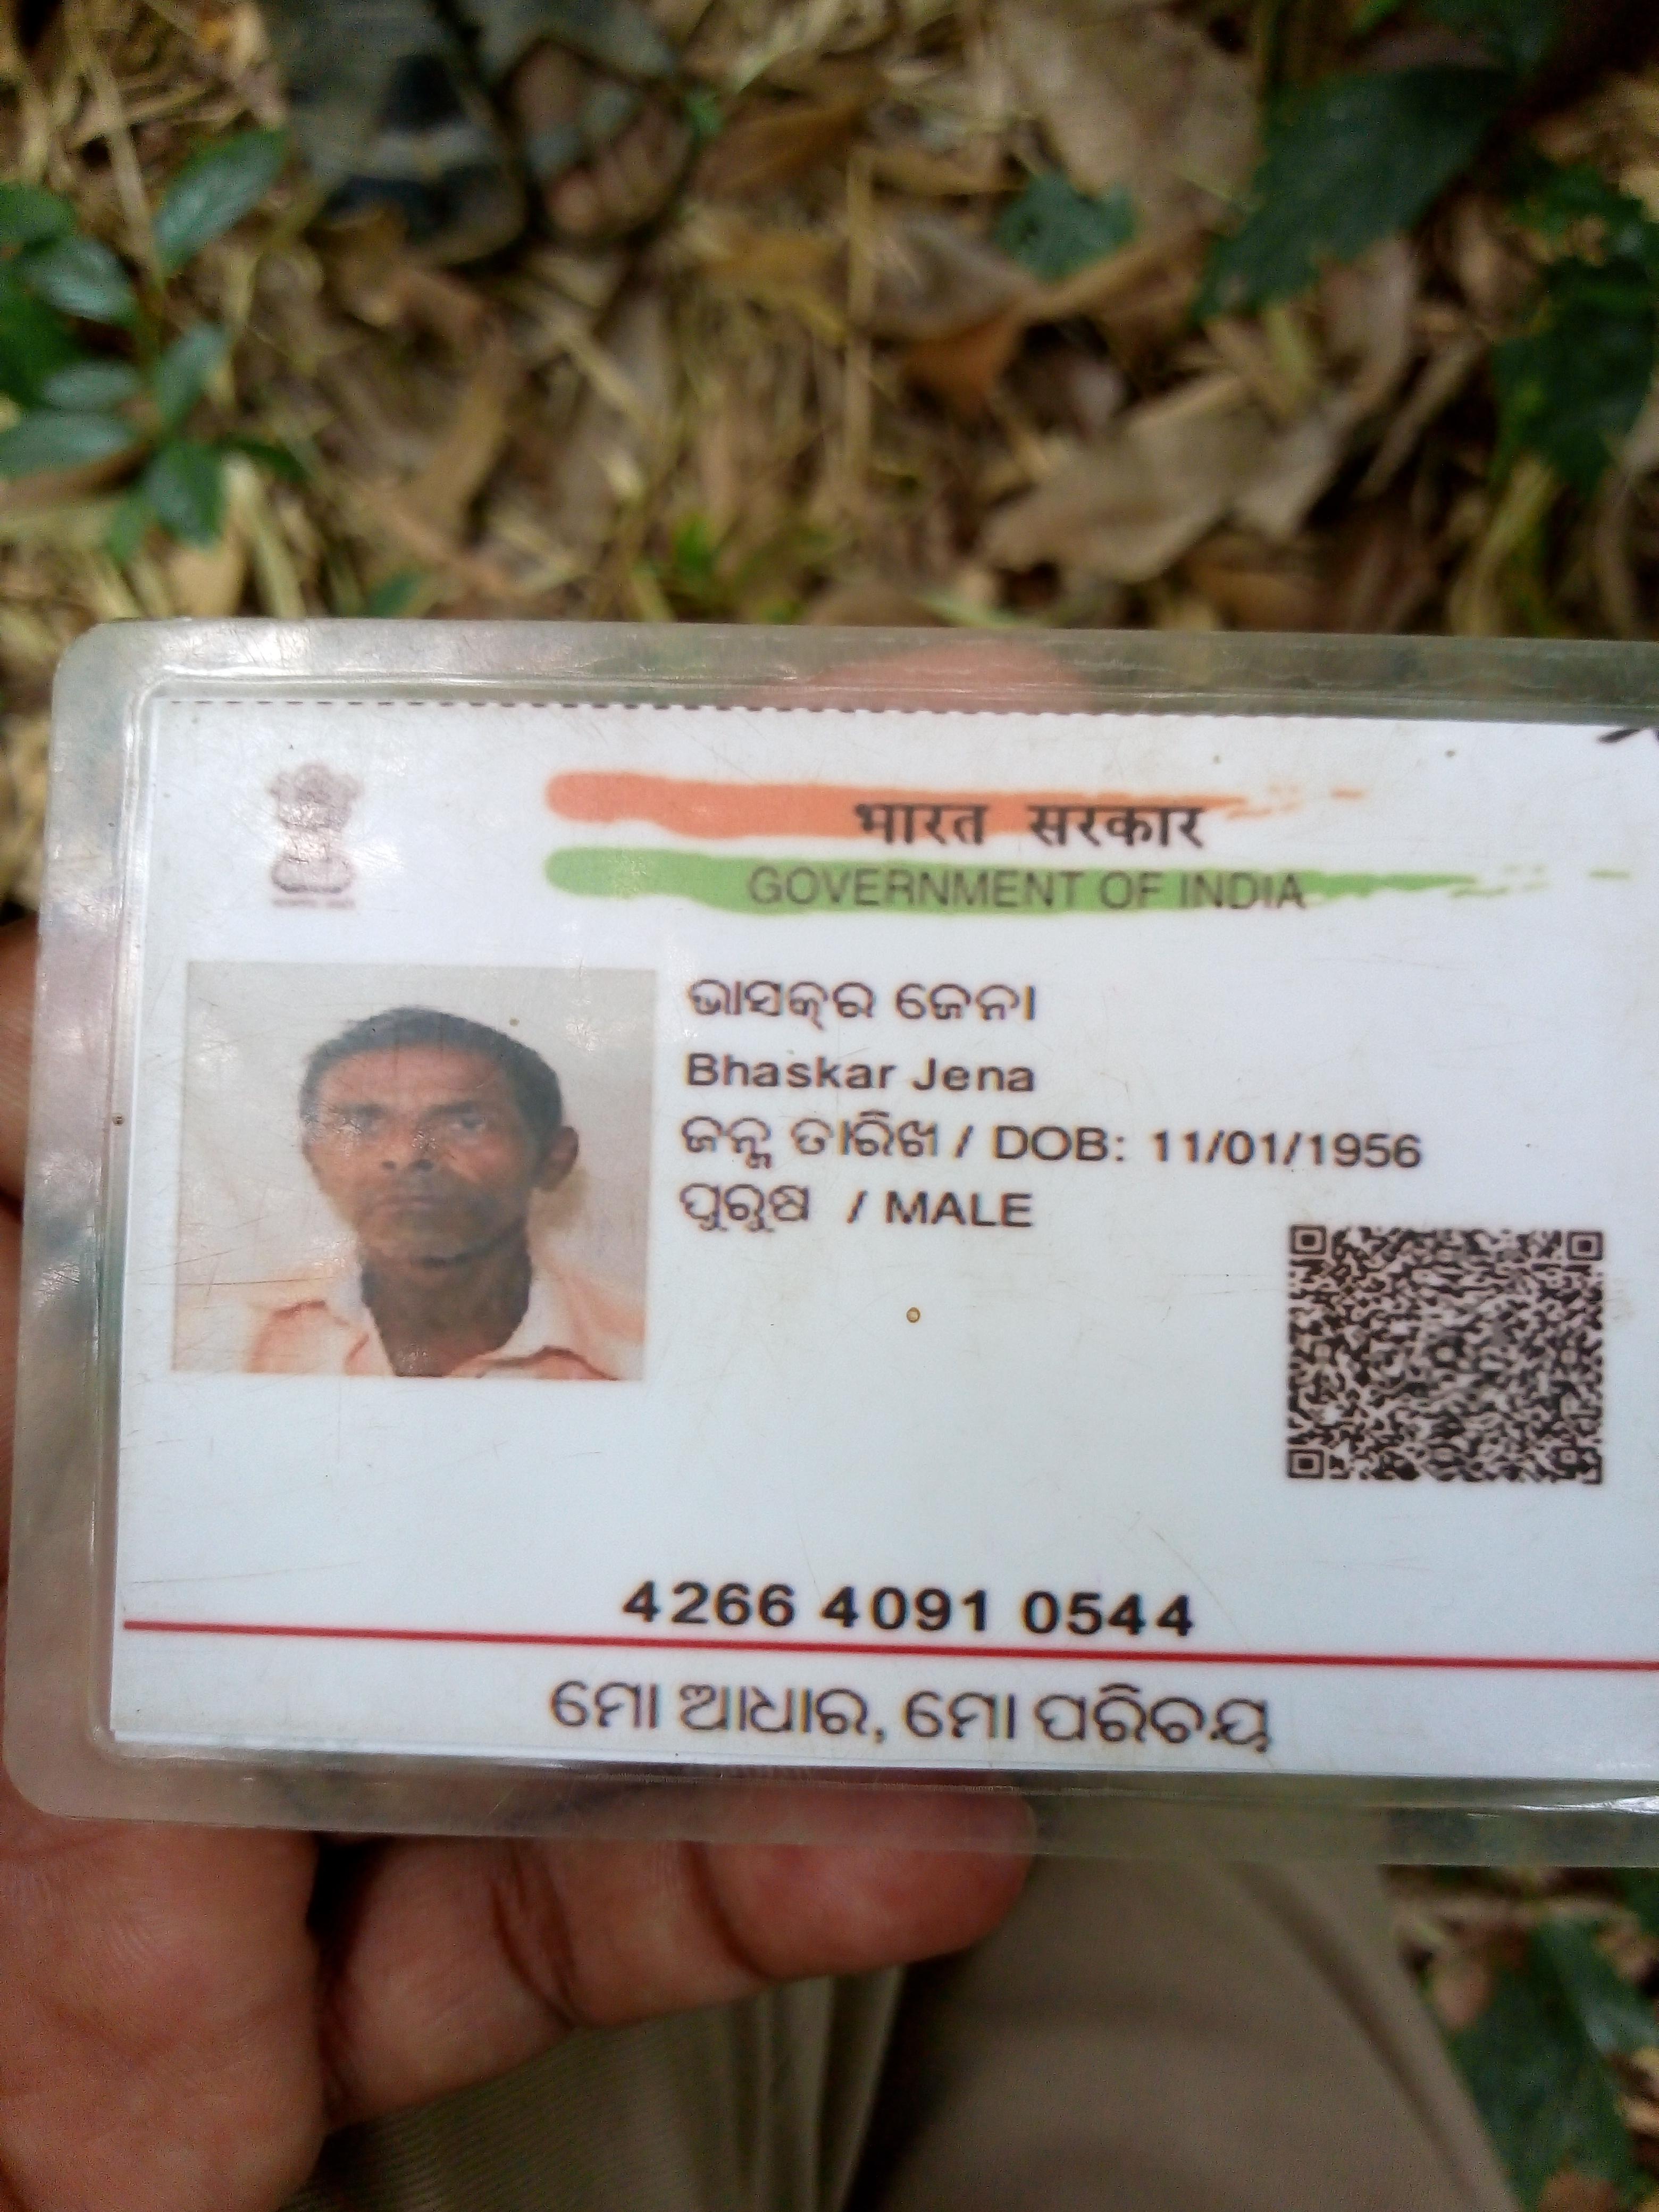 भारत सरकार
GOVERNMENT OF INDIA
ଭାସକ୍‌ର ଜେନା
Bhaskar Jena
ଜନ୍ମ ତାରିଖ / DOB: 11/01/1956
ପୁରୁଷ / MALE
4266 4091 0544
ମୋ ଆଧାର, ମୋ ପରିଚୟ